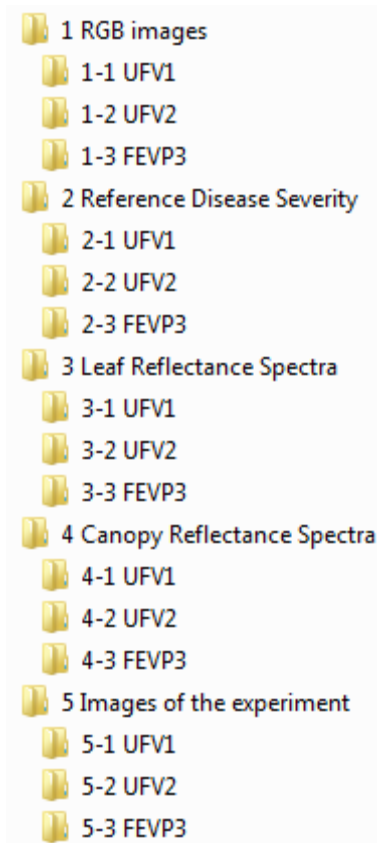 1 RGB images
1-1 UFV1
1-2 UFV2
1-3 FEVP3
2 Reference Disease Severity
2-1 UFV1
2-2 UFV2
2-3 FEVP3
3 Leaf Reflectance Spectra
3-1 UFV1
3-2 UFV2
3-3 FEVP3
4 Canopy Reflectance Spectra
4-1 UFV1
4-2 UFV2
4-3 FEVP3
5 Images of the experiment
5-1 UFV1
5-2 UFV2
5-3 FEVP3